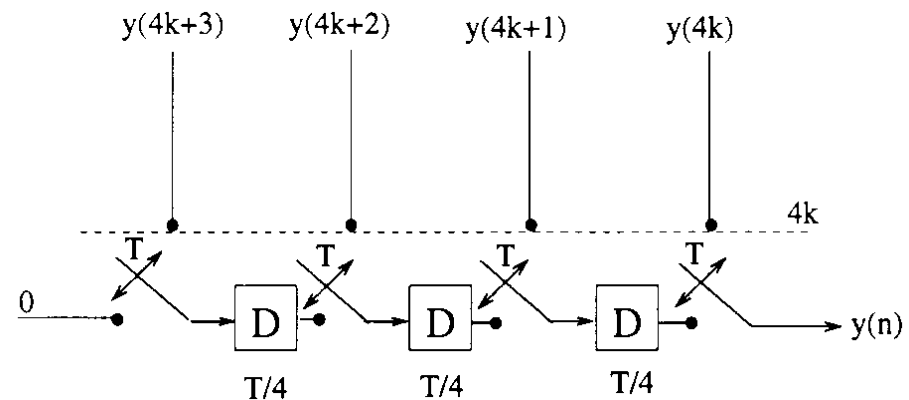 y(4k+3) y(4k+2) y(4k+1) y(4k)
4k
T T T T
0 D D D y(n)
T/4 T/4 T/4